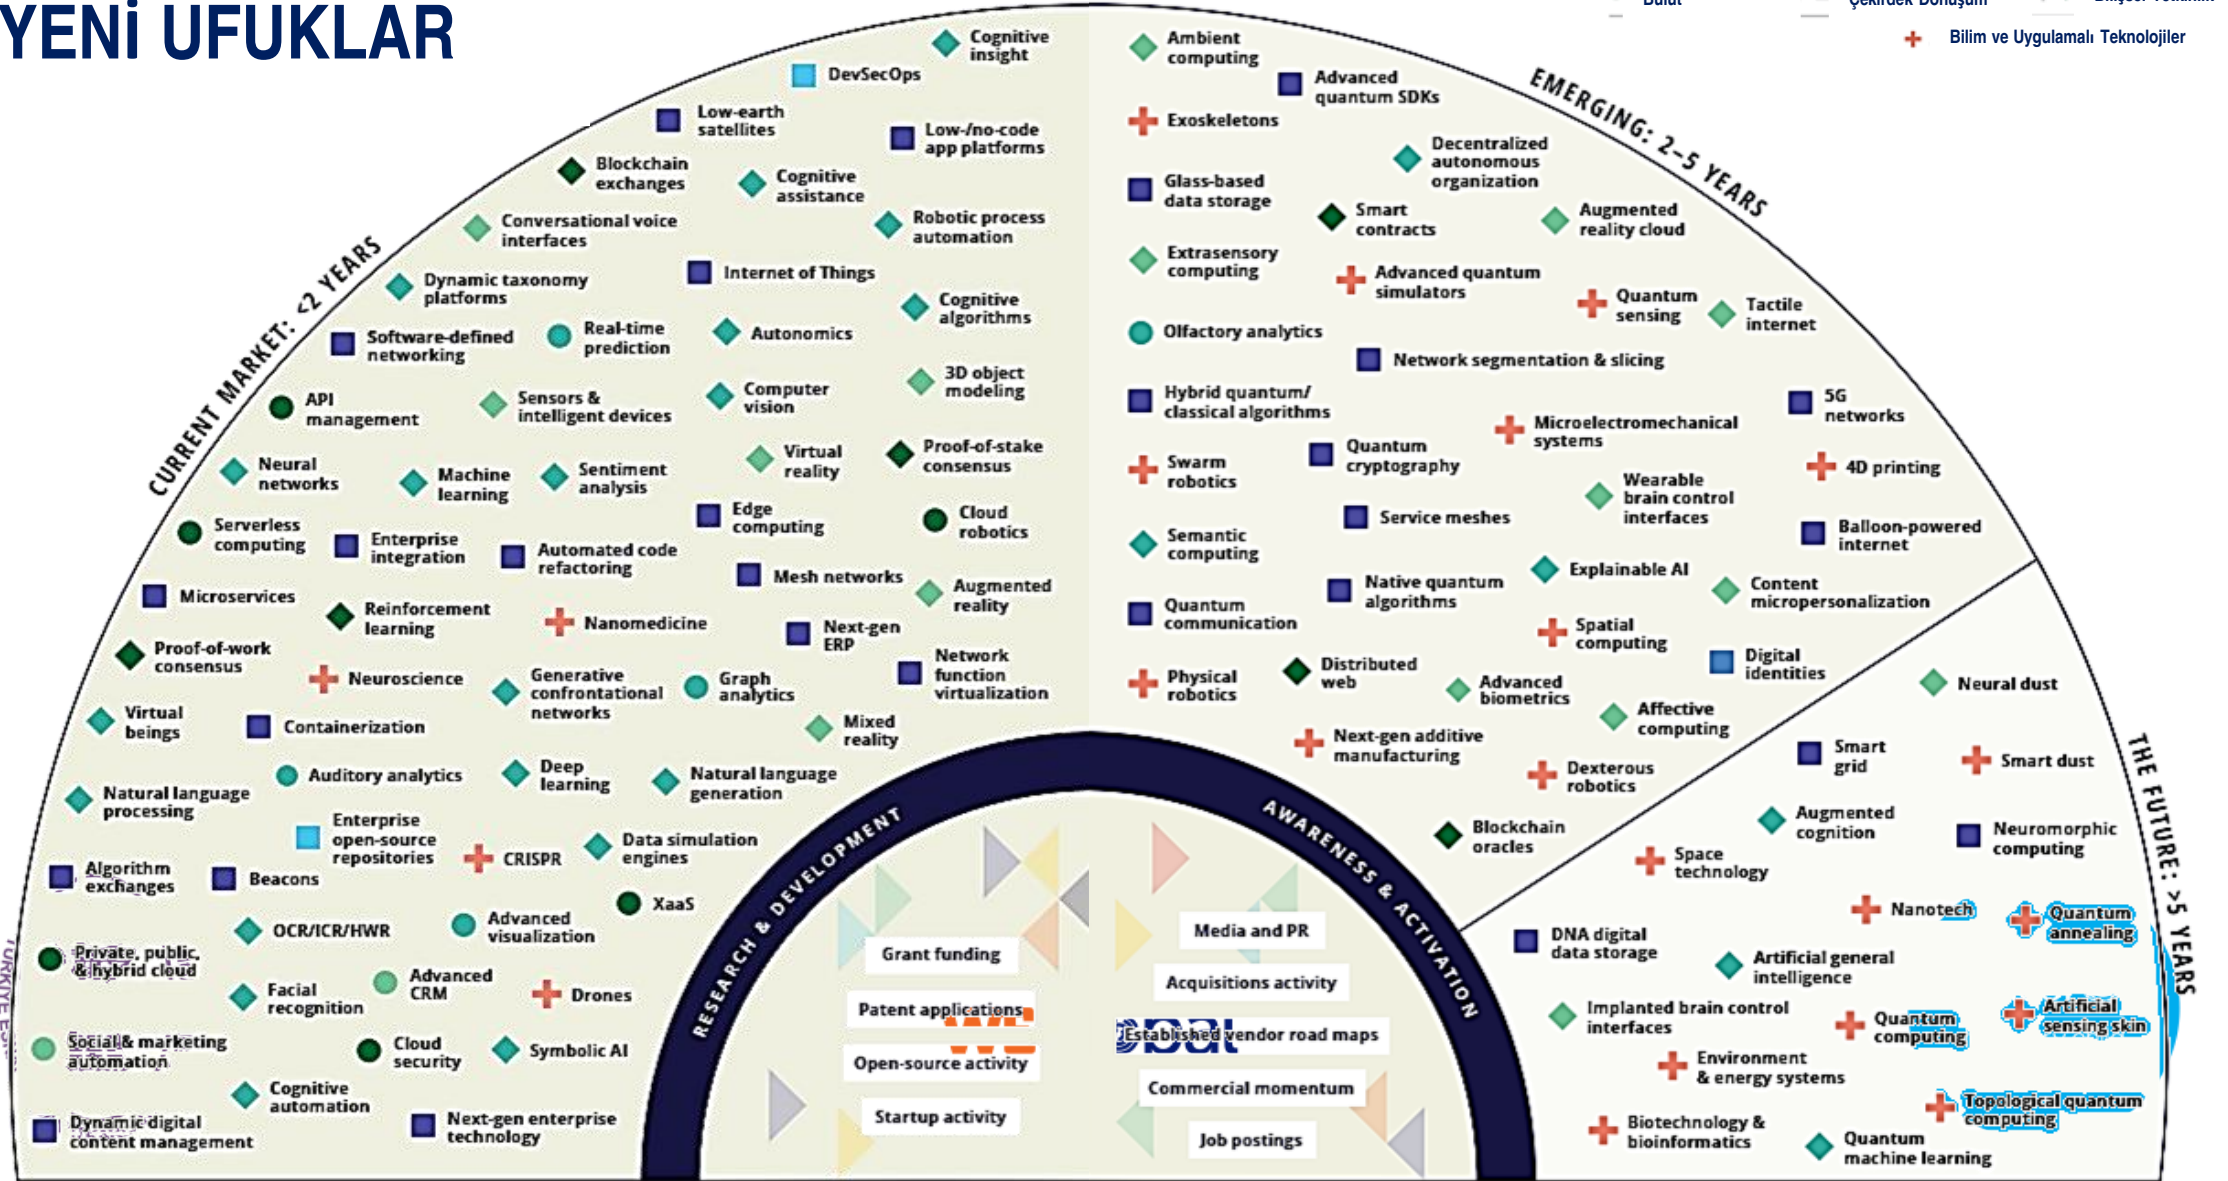 YENİ UFUKLAR
Bulut
Çekirdek Dönüşüm
Bilim ve Uygulamalı Teknolojiler
CURRENT MARKET: <2 YEARS
Cognitive
insight
DevSecOps
Low-earth
satellites
Low-/no-code
app platforms
Blockchain
exchanges
Cognitive
assistance
Conversational voice
interfaces
Robotic process
automation
Internet of Things
Dynamic taxonomy
platforms
Cognitive
algorithms
Software-defined
networking
Real-time
prediction
Autonomics
3D object
modeling
API
management
Sensors &
intelligent devices
Computer
vision
Virtual
reality
Proof-of-stake
consensus
Neural
networks
Machine
learning
Sentiment
analysis
Edge
computing
Cloud
robotics
Serverless
computing
Enterprise
integration
Automated code
refactoring
Mesh networks
Augmented
reality
Microservices
Reinforcement
learning
Nanomedicine
Next-gen
ERP
Proof-of-work
consensus
Neuroscience
Generative
confrontational
networks
Graph
analytics
Network
function
virtualization
Virtual
beings
Containerization
Mixed
reality
Auditory analytics
Deep
learning
Natural language
generation
Natural language
processing
Enterprise
open-source
repositories
CRISPR
Data simulation
engines
Algorithm
exchanges
Beacons
XaaS
OCR/ICR/HWR
Advanced
visualization
Private, public,
& hybrid cloud
Facial
recognition
Advanced
CRM
Drones
Social & marketing
automation
Cloud
security
Symbolic AI
Cognitive
automation
Dynamic digital
content management
Next-gen enterprise
technology
EMERGING: 2–5 YEARS
Ambient
computing
Advanced
quantum SDKs
Exoskeletons
Decentralized
autonomous
organization
Glass-based
data storage
Smart
contracts
Augmented
reality cloud
Extrasensory
computing
Advanced quantum
simulators
Quantum
sensing
Tactile
internet
Olfactory analytics
Network segmentation & slicing
Hybrid quantum/
classical algorithms
5G
networks
Microelectromechanical
systems
Quantum
cryptography
Swarm
robotics
4D printing
Wearable
brain control
interfaces
Service meshes
Balloon-powered
internet
Semantic
computing
Explainable AI
Native quantum
algorithms
Content
micropersonalization
Quantum
communication
Spatial
computing
Distributed
web
Digital
identities
Physical
robotics
Advanced
biometrics
Affective
computing
Next-gen additive
manufacturing
Dexterous
robotics
Blockchain
oracles
THE FUTURE: >5 YEARS
Neural dust
Smart
grid
Smart dust
Augmented
cognition
Neuromorphic
computing
Space
technology
Nanotech
Quantum
annealing
DNA digital
data storage
Artificial general
intelligence
Implanted brain control
interfaces
Quantum
computing
Artificial
sensing skin
Environment
& energy systems
Topological quantum
computing
Biotechnology &
bioinformatics
Quantum
machine learning
RESEARCH & DEVELOPMENT
Grant funding
Patent applications
Open-source activity
Startup activity
AWARENESS & ACTIVATION
Media and PR
Acquisitions activity
Established vendor road maps
Commercial momentum
Job postings